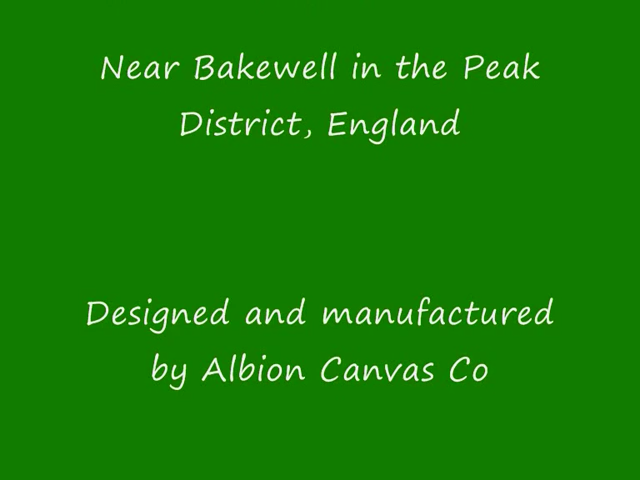 Near Bakewell in the Peak
District, England
Designed and manufactured
by Albion Canvas Co